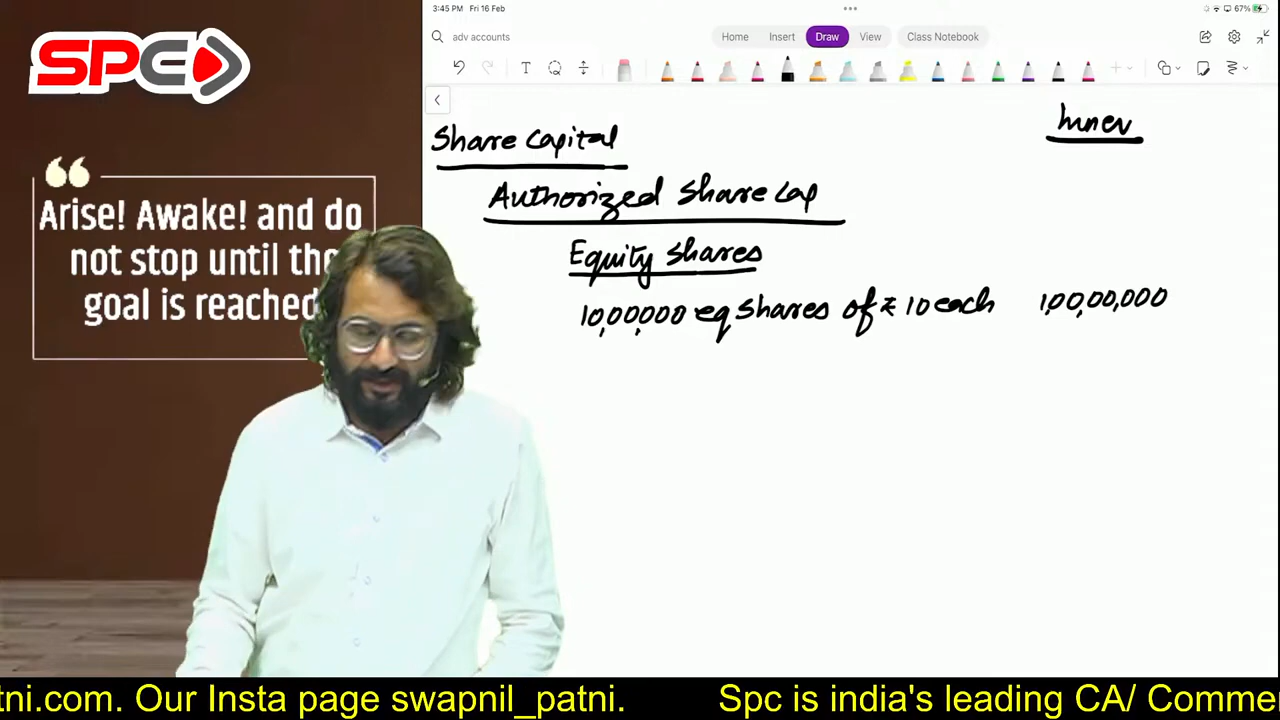 3:45 PM Fri 16 Feb
67%
adv accounts
Home Insert Draw View Class Notebook
SPC
Arise! Awake! and do
not stop until the
goal is reached
Share Capital
Authorized Share Cap
Equity Shares
10,00,000 eq shares of ₹ 10 each 1,00,00,000
tni.com. Our Insta page swapnil_patni. Spc is india's leading CA/ Comme